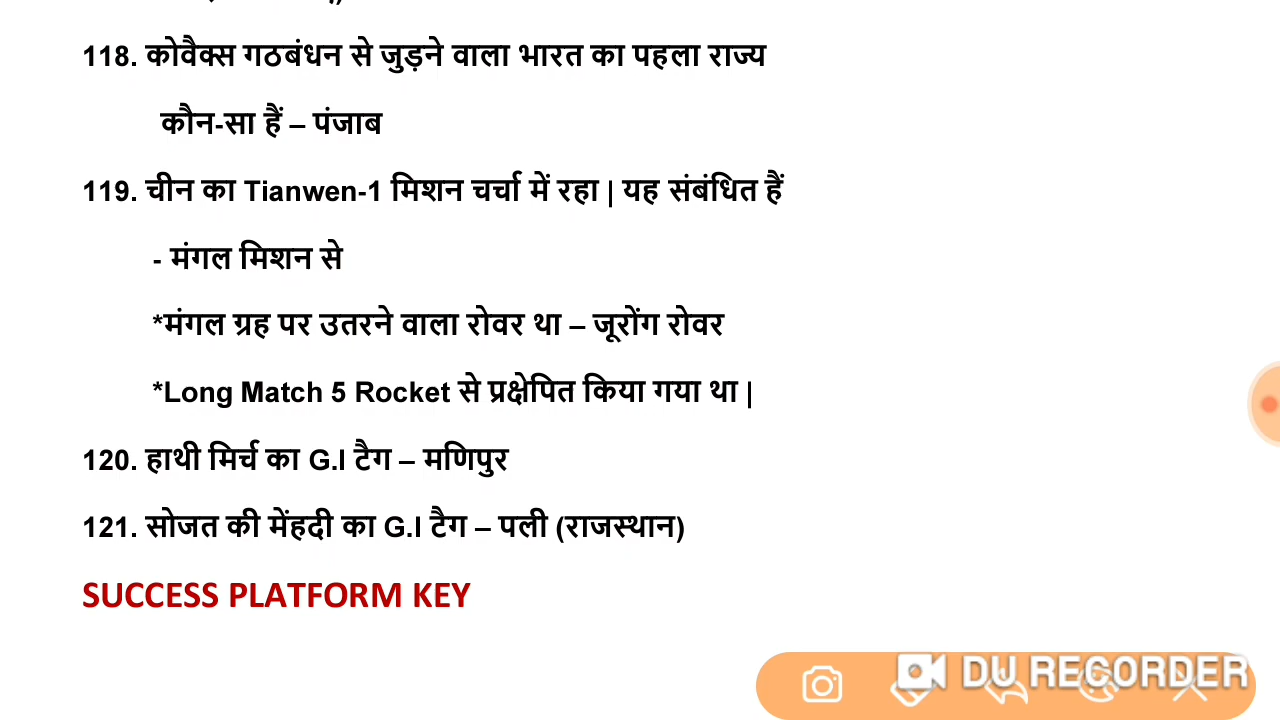 118. कोवैक्स गठबंधन से जुड़ने वाला भारत का पहला राज्य
कौन-सा हैं – पंजाब
119. चीन का Tianwen-1 मिशन चर्चा में रहा | यह संबंधित हैं
- मंगल मिशन से
*मंगल ग्रह पर उतरने वाला रोवर था – जूरोंग रोवर
*Long Match 5 Rocket से प्रक्षेपित किया गया था |
120. हाथी मिर्च का G.I टैग – मणिपुर
121. सोजत की मेंहदी का G.I टैग – पली (राजस्थान)
SUCCESS PLATFORM KEY
DU RECORDER